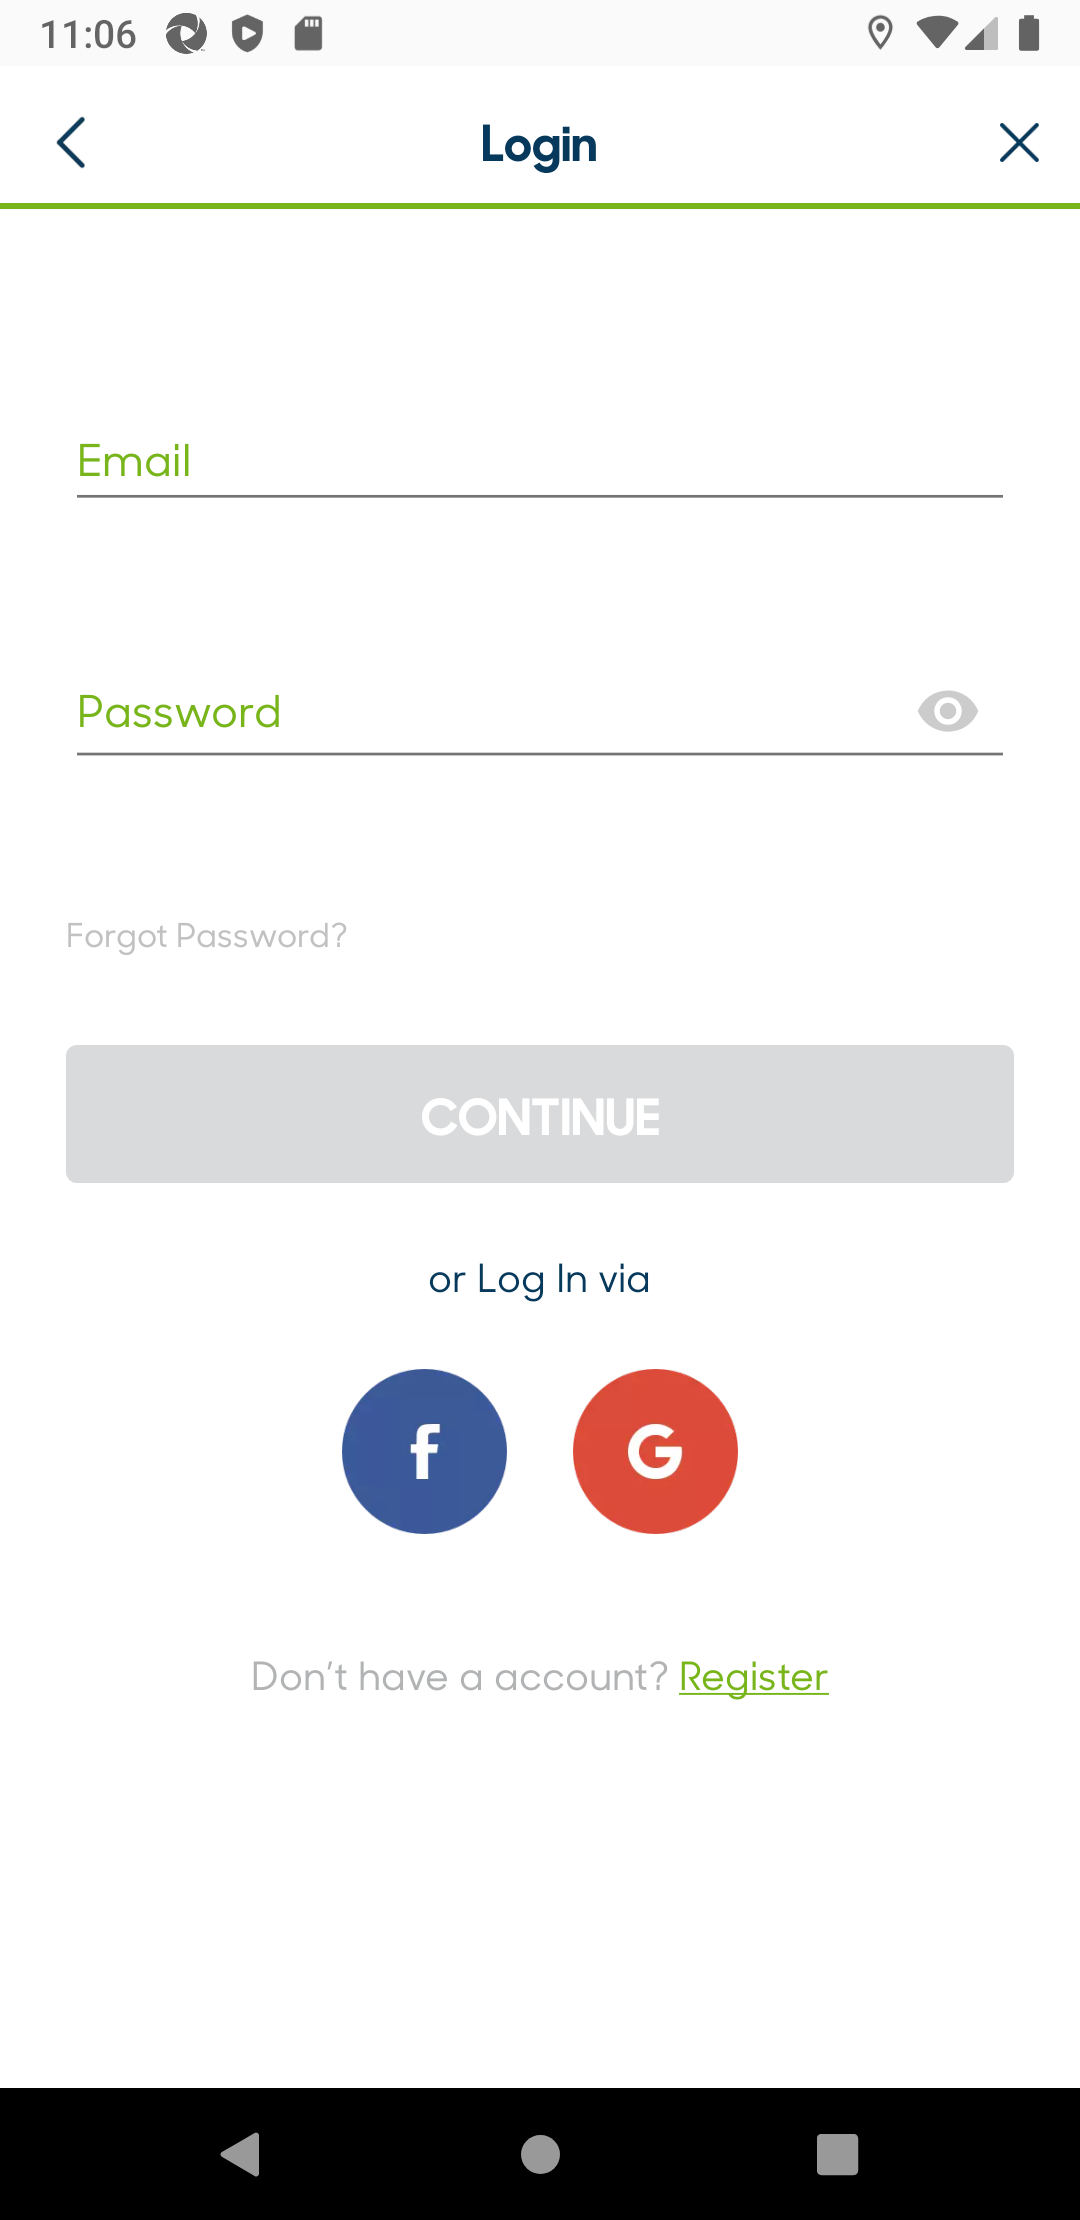 11:06
Login
Email
Password
Forgot Password?
CONTINUE
or Log In via
f G
Don't have a account? Register